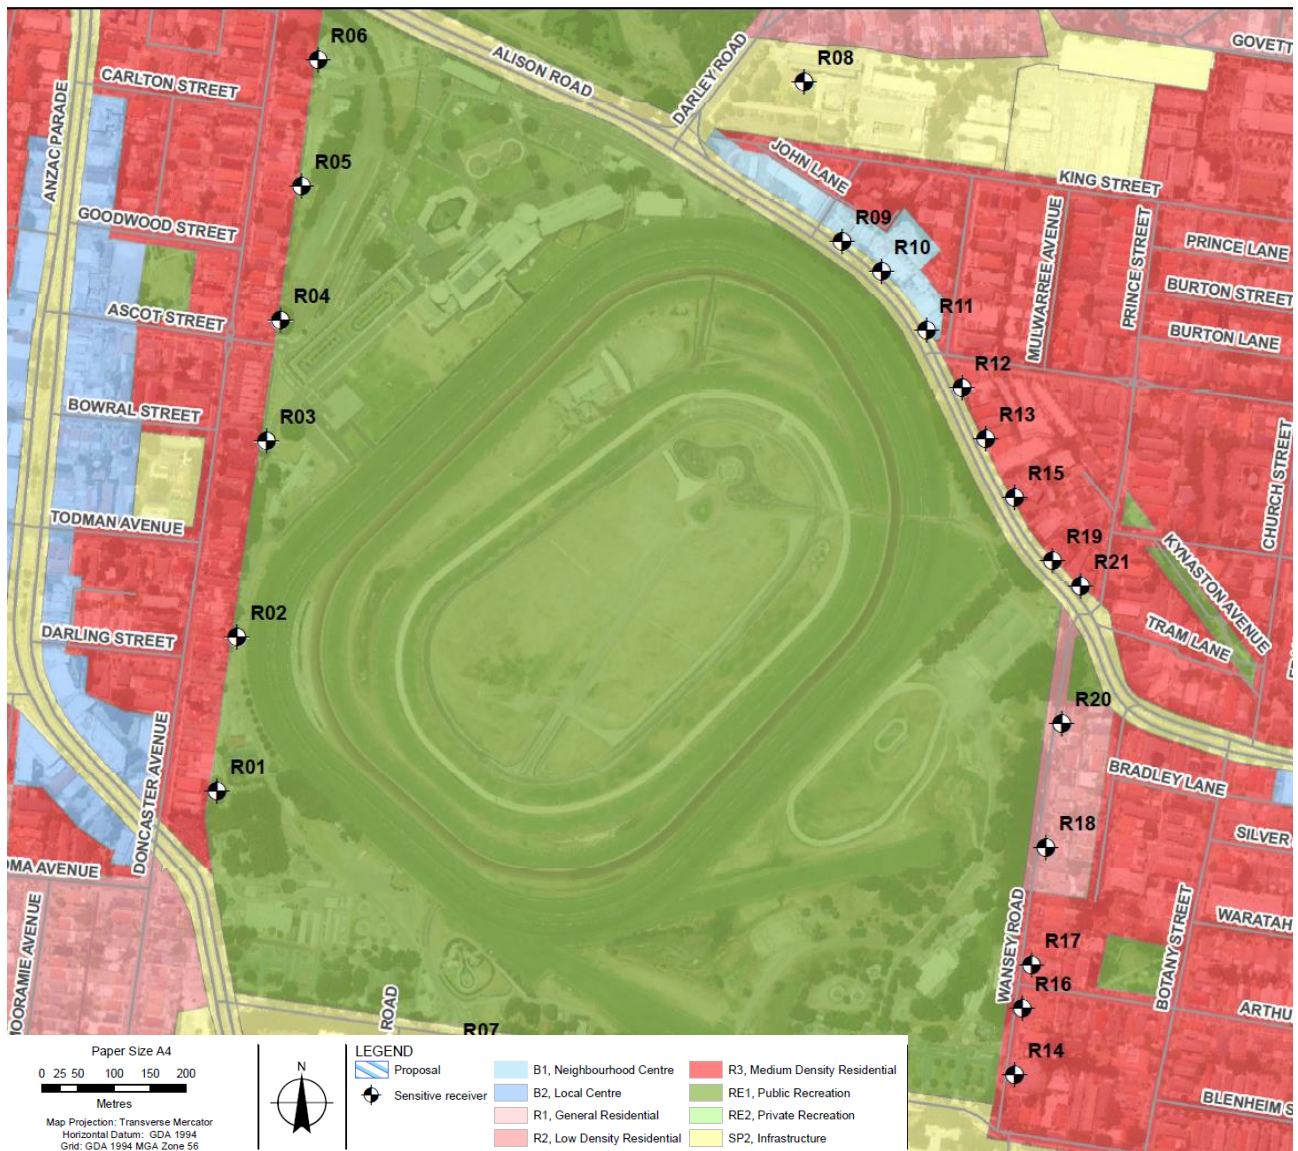 R06
ALISON ROAD
DARLEY ROAD
R08
GOVETT
CARLTON STREET
ANZAC PARADE
R05
JOHN LANE
KING STREET
GOODWOOD STREET
R09
R10
MULWARREE AVENUE
PRINCE STREET
PRINCE LANE
BURTON STREET
R04
ASCOT STREET
R11
BURTON LANE
R12
BOWRAL STREET
R03
R13
CHURCH STREET
R15
TODMAN AVENUE
R19
R21
KYNASTON AVENUE
R02
DARLING STREET
TRAM LANE
R20
DONCASTER AVENUE
R01
BRADLEY LANE
R18
SILVER
OMA AVENUE
MOORAMIE AVENUE
WANSEY ROAD
BOTANY STREET
WARATAH
R17
R16
ROAD
ARTHU
R07
R14
BLENHEIM S
Paper Size A4
0 25 50 100 150 200
Metres
Map Projection: Transverse Mercator
Horizontal Datum: GDA 1994
Grid: GDA 1994 MGA Zone 56
N
LEGEND
Proposal
Sensitive receiver
B1, Neighbourhood Centre
B2, Local Centre
R1, General Residential
R2, Low Density Residential
R3, Medium Density Residential
RE1, Public Recreation
RE2, Private Recreation
SP2, Infrastructure